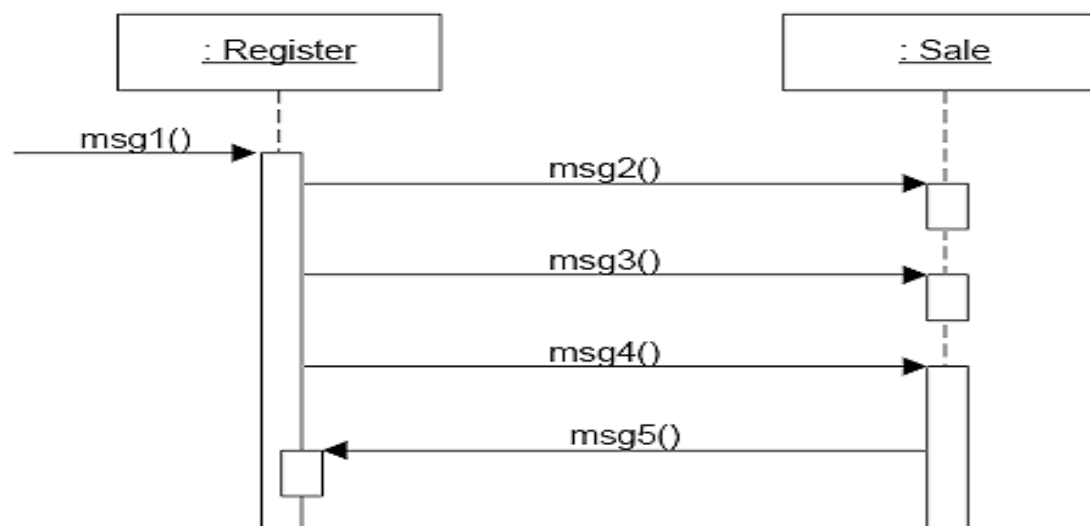 : Register
: Sale
msg1()
msg2()
msg3()
msg4()
msg5()